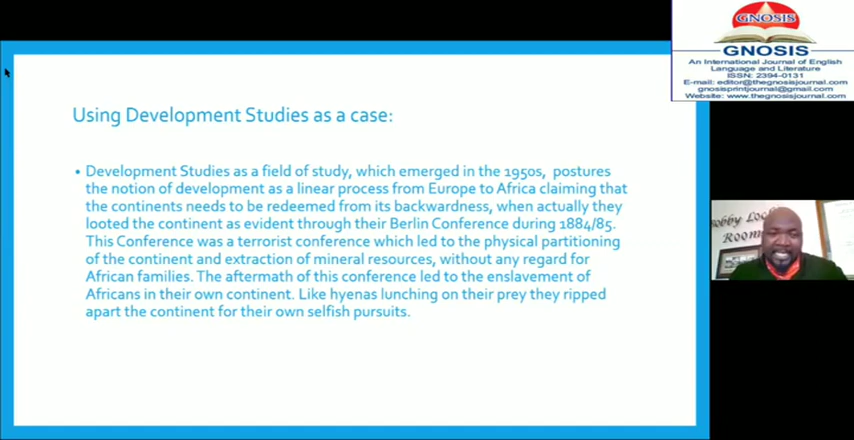 Using Development Studies as a case:
• Development Studies as a field of study, which emerged in the 1950s, postures
the notion of development as a linear process from Europe to Africa claiming that
the continents needs to be redeemed from its backwardness, when actually they
looted the continent as evident through their Berlin Conference during 1884/85.
This Conference was a terrorist conference which led to the physical partitioning
of the continent and extraction of mineral resources, without any regard for
African families. The aftermath of this conference led to the enslavement of
Africans in their own continent. Like hyenas lunching on their prey they ripped
apart the continent for their own selfish pursuits.
GNOSIS
GNOSIS
An International Journal of English
Language and Literature
ISSN: 2394-0131
E-mail: editor@thegnosisjournal.com
gnosisprintjournal@gmail.com
Website: www.thegnosisjournal.com
Room